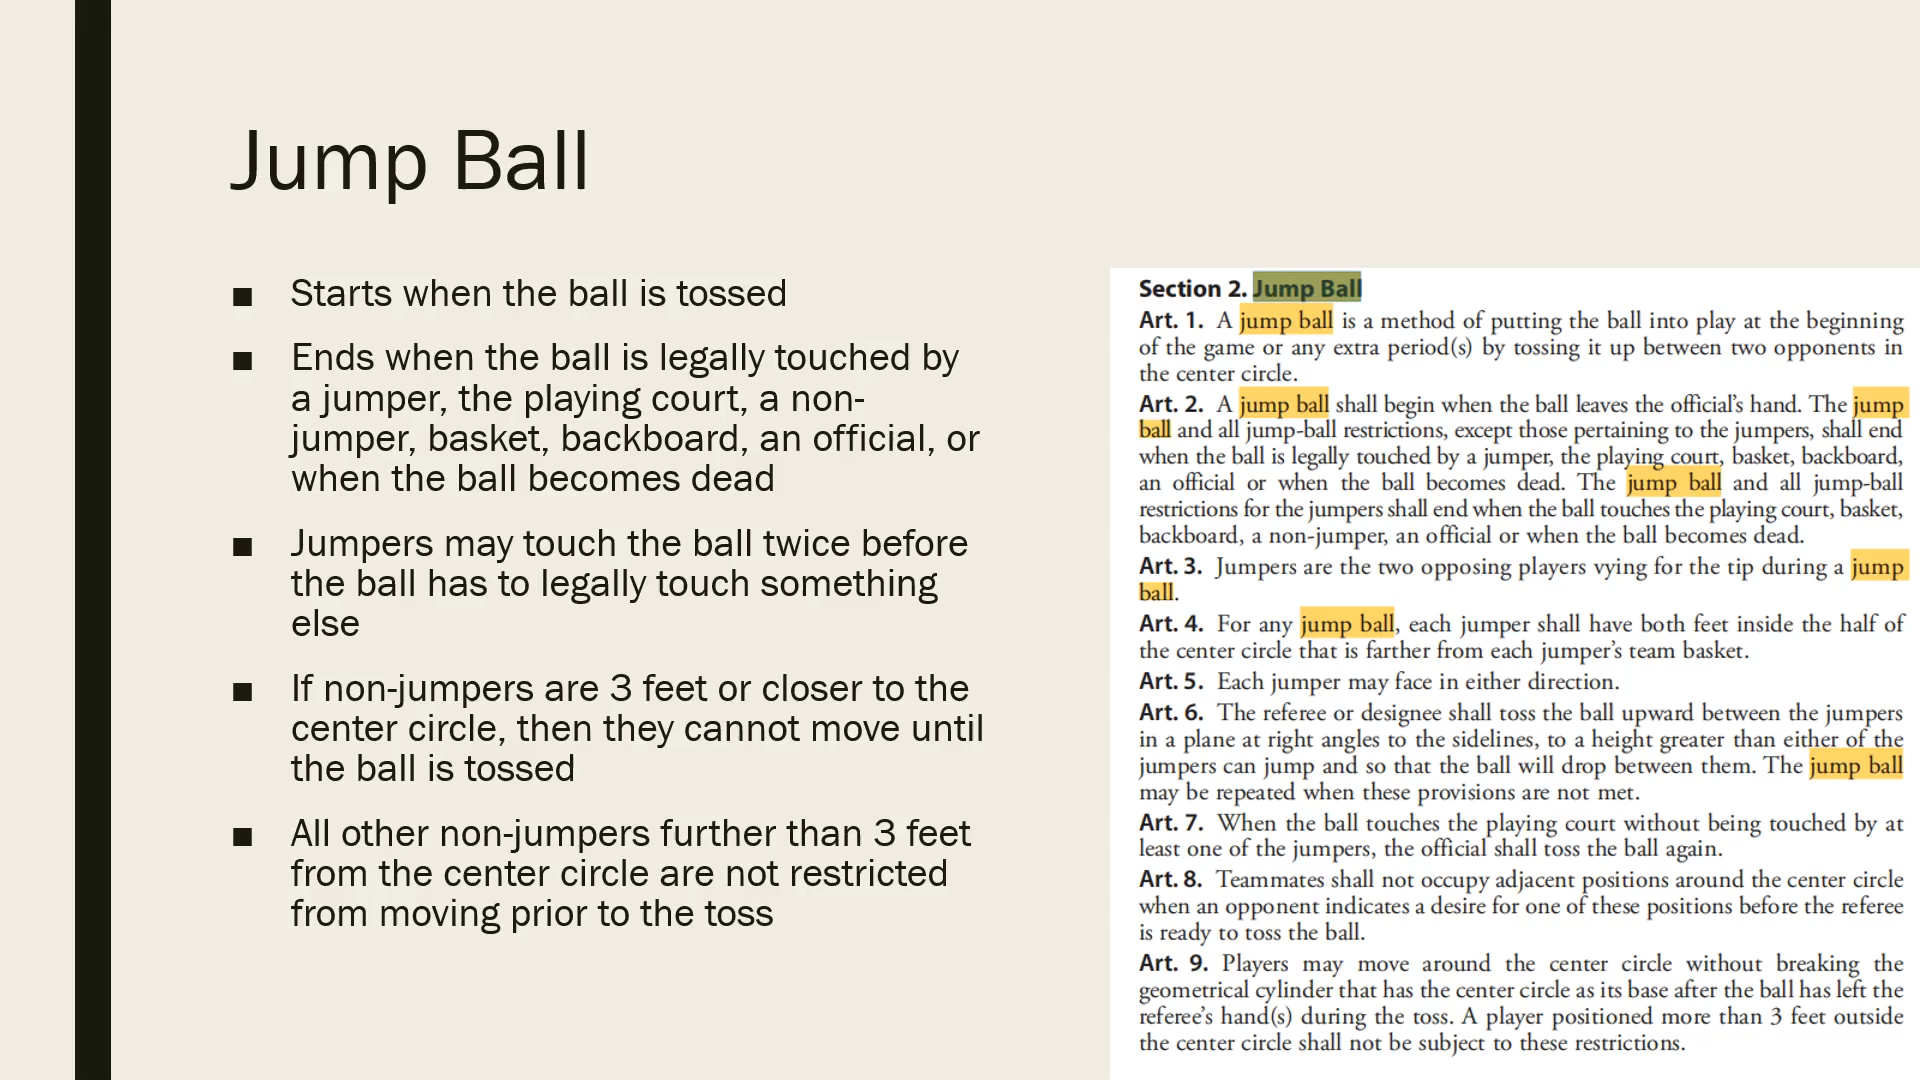 Jump Ball
■ Starts when the ball is tossed
■ Ends when the ball is legally touched by
a jumper, the playing court, a non-
jumper, basket, backboard, an official, or
when the ball becomes dead
■ Jumpers may touch the ball twice before
the ball has to legally touch something
else
■ If non-jumpers are 3 feet or closer to the
center circle, then they cannot move until
the ball is tossed
■ All other non-jumpers further than 3 feet
from the center circle are not restricted
from moving prior to the toss
Section 2. Jump Ball
Art. 1. A jump ball is a method of putting the ball into play at the beginning
of the game or any extra period(s) by tossing it up between two opponents in
the center circle.
Art. 2. A jump ball shall begin when the ball leaves the official's hand. The jump
ball and all jump-ball restrictions, except those pertaining to the jumpers, shall end
when the ball is legally touched by a jumper, the playing court, basket, backboard,
an official or when the ball becomes dead. The jump ball and all jump-ball
restrictions for the jumpers shall end when the ball touches the playing court, basket,
backboard, a non-jumper, an official or when the ball becomes dead.
Art. 3. Jumpers are the two opposing players vying for the tip during a jump
ball.
Art. 4. For any jump ball, each jumper shall have both feet inside the half of
the center circle that is farther from each jumper's team basket.
Art. 5. Each jumper may face in either direction.
Art. 6. The referee or designee shall toss the ball upward between the jumpers
in a plane at right angles to the sidelines, to a height greater than either of the
jumpers can jump and so that the ball will drop between them. The jump ball
may be repeated when these provisions are not met.
Art. 7. When the ball touches the playing court without being touched by at
least one of the jumpers, the official shall toss the ball again.
Art. 8. Teammates shall not occupy adjacent positions around the center circle
when an opponent indicates a desire for one of these positions before the referee
is ready to toss the ball.
Art. 9. Players may move around the center circle without breaking the
geometrical cylinder that has the center circle as its base after the ball has left the
referee's hand(s) during the toss. A player positioned more than 3 feet outside
the center circle shall not be subject to these restrictions.